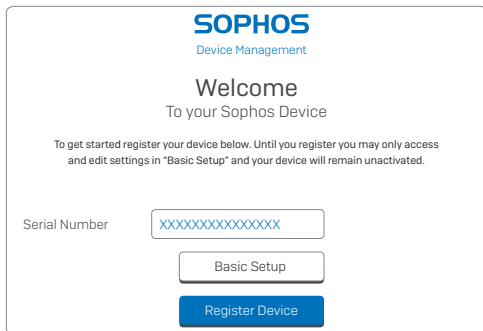 SOPHOS
Device Management
Welcome
To your Sophos Device
To get started register your device below. Until you register you may only access
and edit settings in “Basic Setup” and your device will remain unactivated.
Serial Number XXXXXXXXXXXXXXX
Basic Setup
Register Device